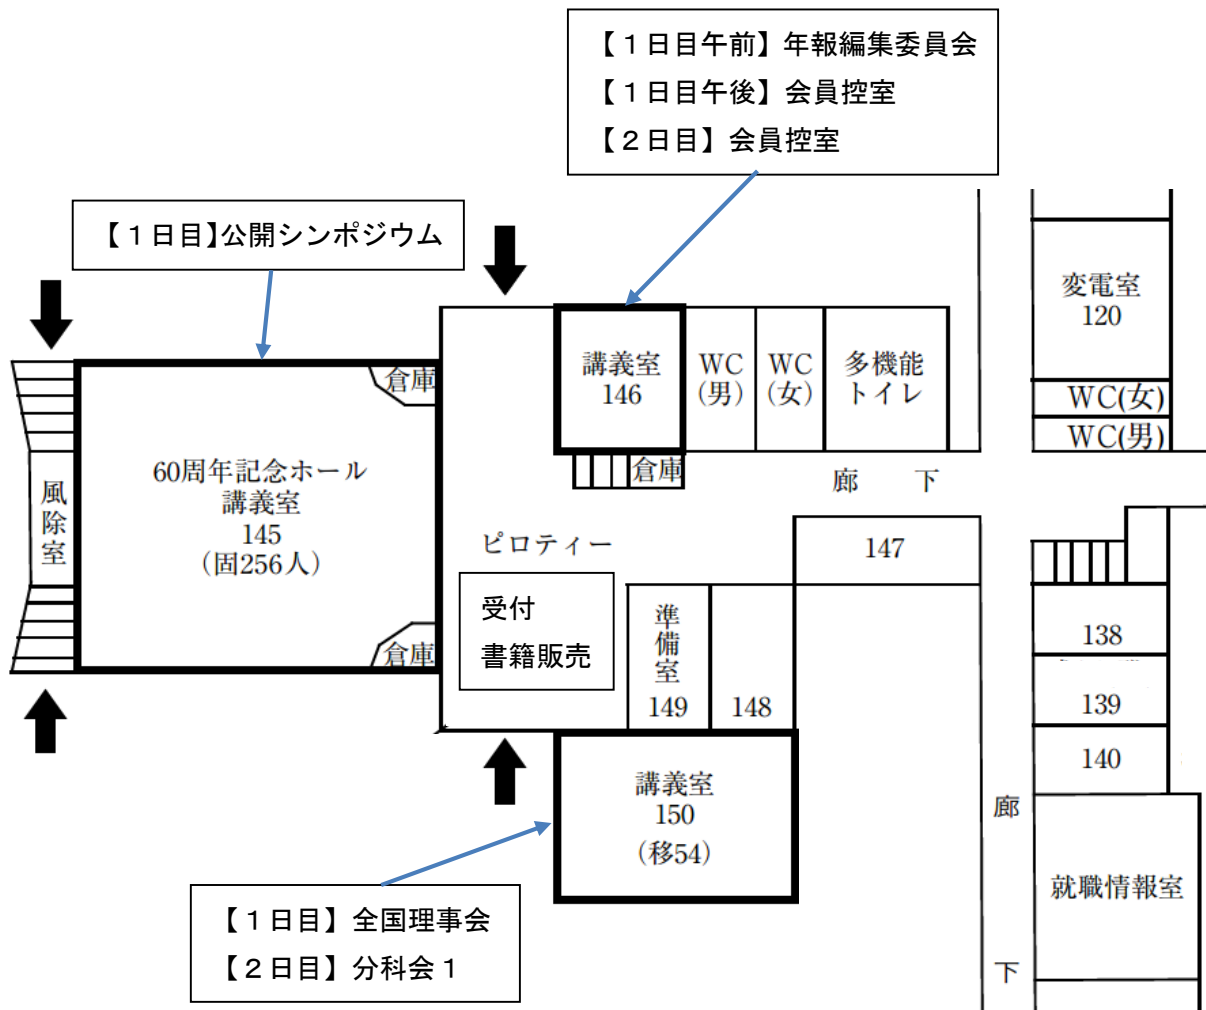 【１日目午前】年報編集委員会
【１日目午後】会員控室
【２日目】会員控室
【１日目】公開シンポジウム
変電室
120
WC(女)
WC(男)
講義室
146
WC
(男)
WC
(女)
多機能
トイレ
倉庫
倉庫
廊　下
風除室
60周年記念ホール
講義室
145
(固256人)
倉庫
ピロティー
受付
書籍販売
147
準備室
149
148
138
139
140
講義室
150
(移54)
廊　下
就職情報室
【１日目】全国理事会
【２日目】分科会１